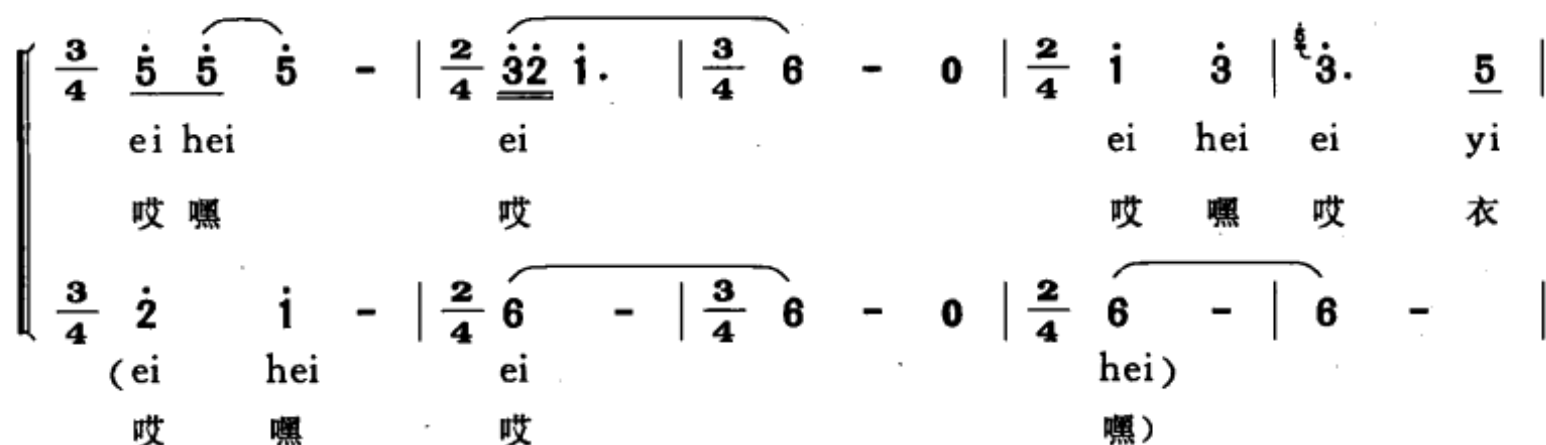 3/4 5̇ 5̇ 5̇ - | 2/4 3̇2̇ 1̇. | 3/4 6 - 0 | 2/4 1̇ 3̇ | 3̇. 5 |
ei hei ei ei hei ei yi
哎 嘿 哎 哎 嘿 哎 衣
3/4 2̇ 1̇ - | 2/4 6 - | 3/4 6 - 0 | 2/4 6 - | 6 - |
(ei hei ei hei)
哎 嘿 哎 嘿)